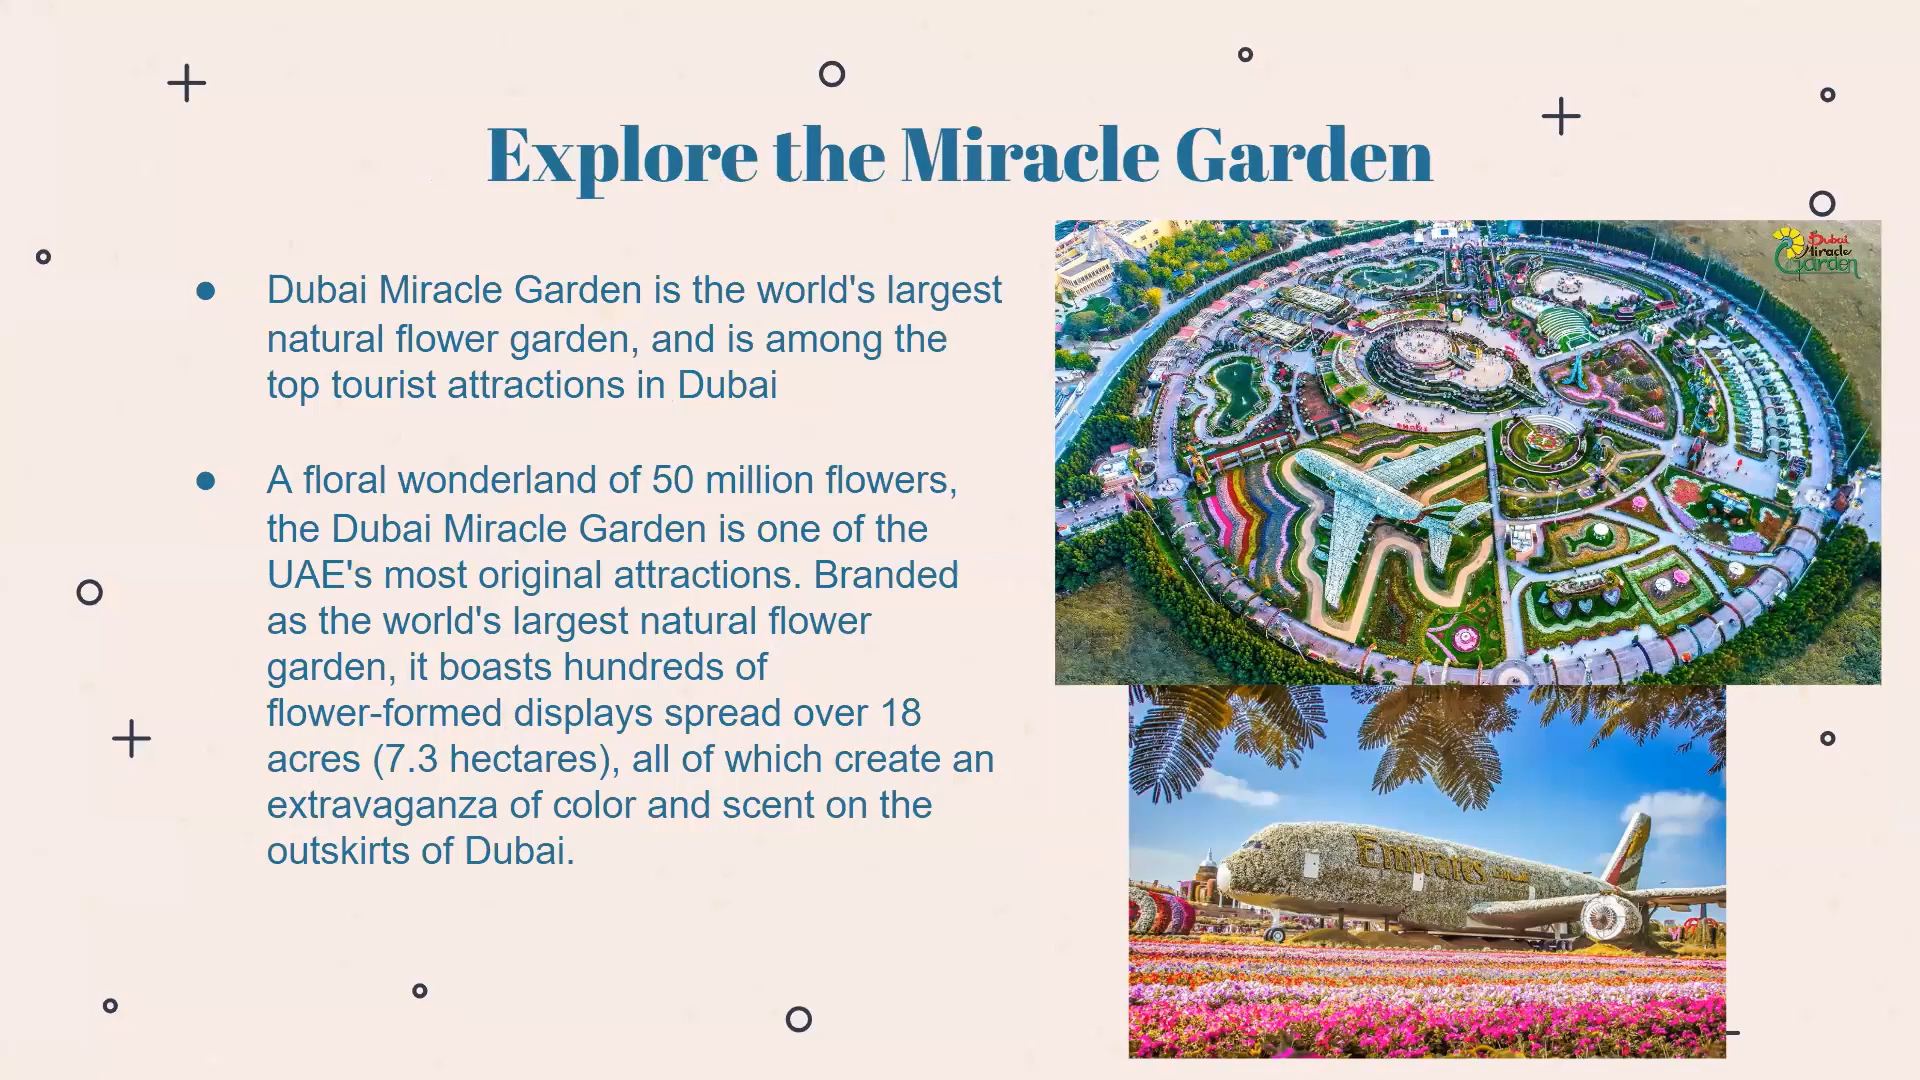 Explore the Miracle Garden
Dubai Miracle Garden is the world's largest
natural flower garden, and is among the
top tourist attractions in Dubai
A floral wonderland of 50 million flowers,
the Dubai Miracle Garden is one of the
UAE's most original attractions. Branded
as the world's largest natural flower
garden, it boasts hundreds of
flower-formed displays spread over 18
acres (7.3 hectares), all of which create an
extravaganza of color and scent on the
outskirts of Dubai.
Dubai
Miracle
Garden
Emirates